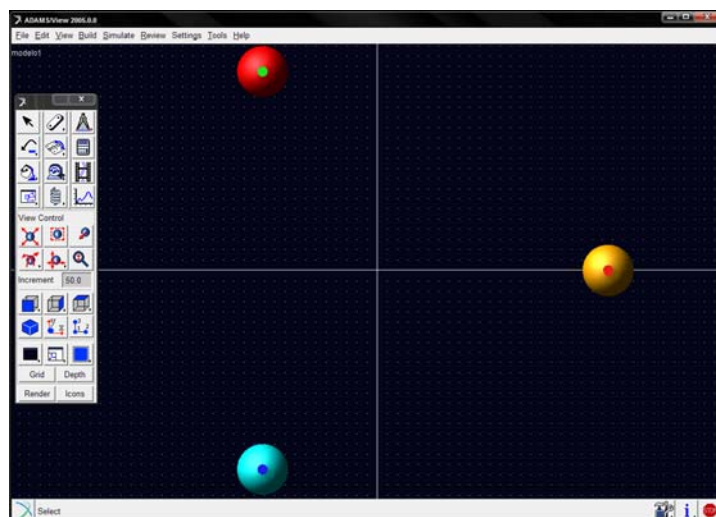 ADAMS/View 2005.0.0
File Edit View Build Simulate Review Settings Tools Help
modelo1
View Control
Increment 50.0
Grid Depth
Render Icons
Select